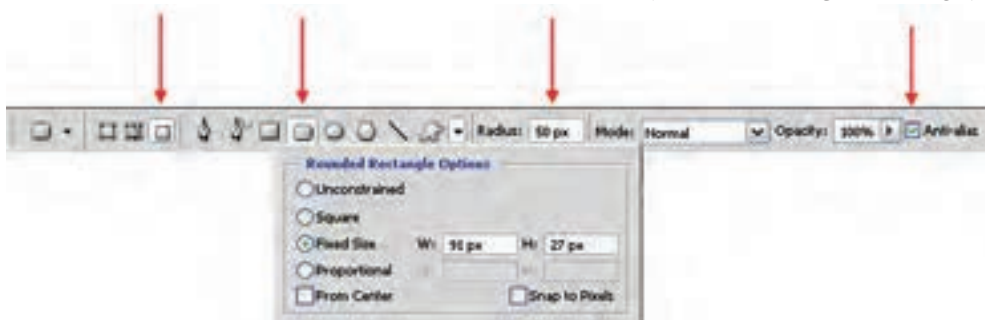 Radius: 50 px Mode: Normal Opacity: 100% Anti-alias
Rounded Rectangle Options
Unconstrained
Square
Fixed Size W: 90 px H: 27 px
Proportional
From Center Snap to Pixels